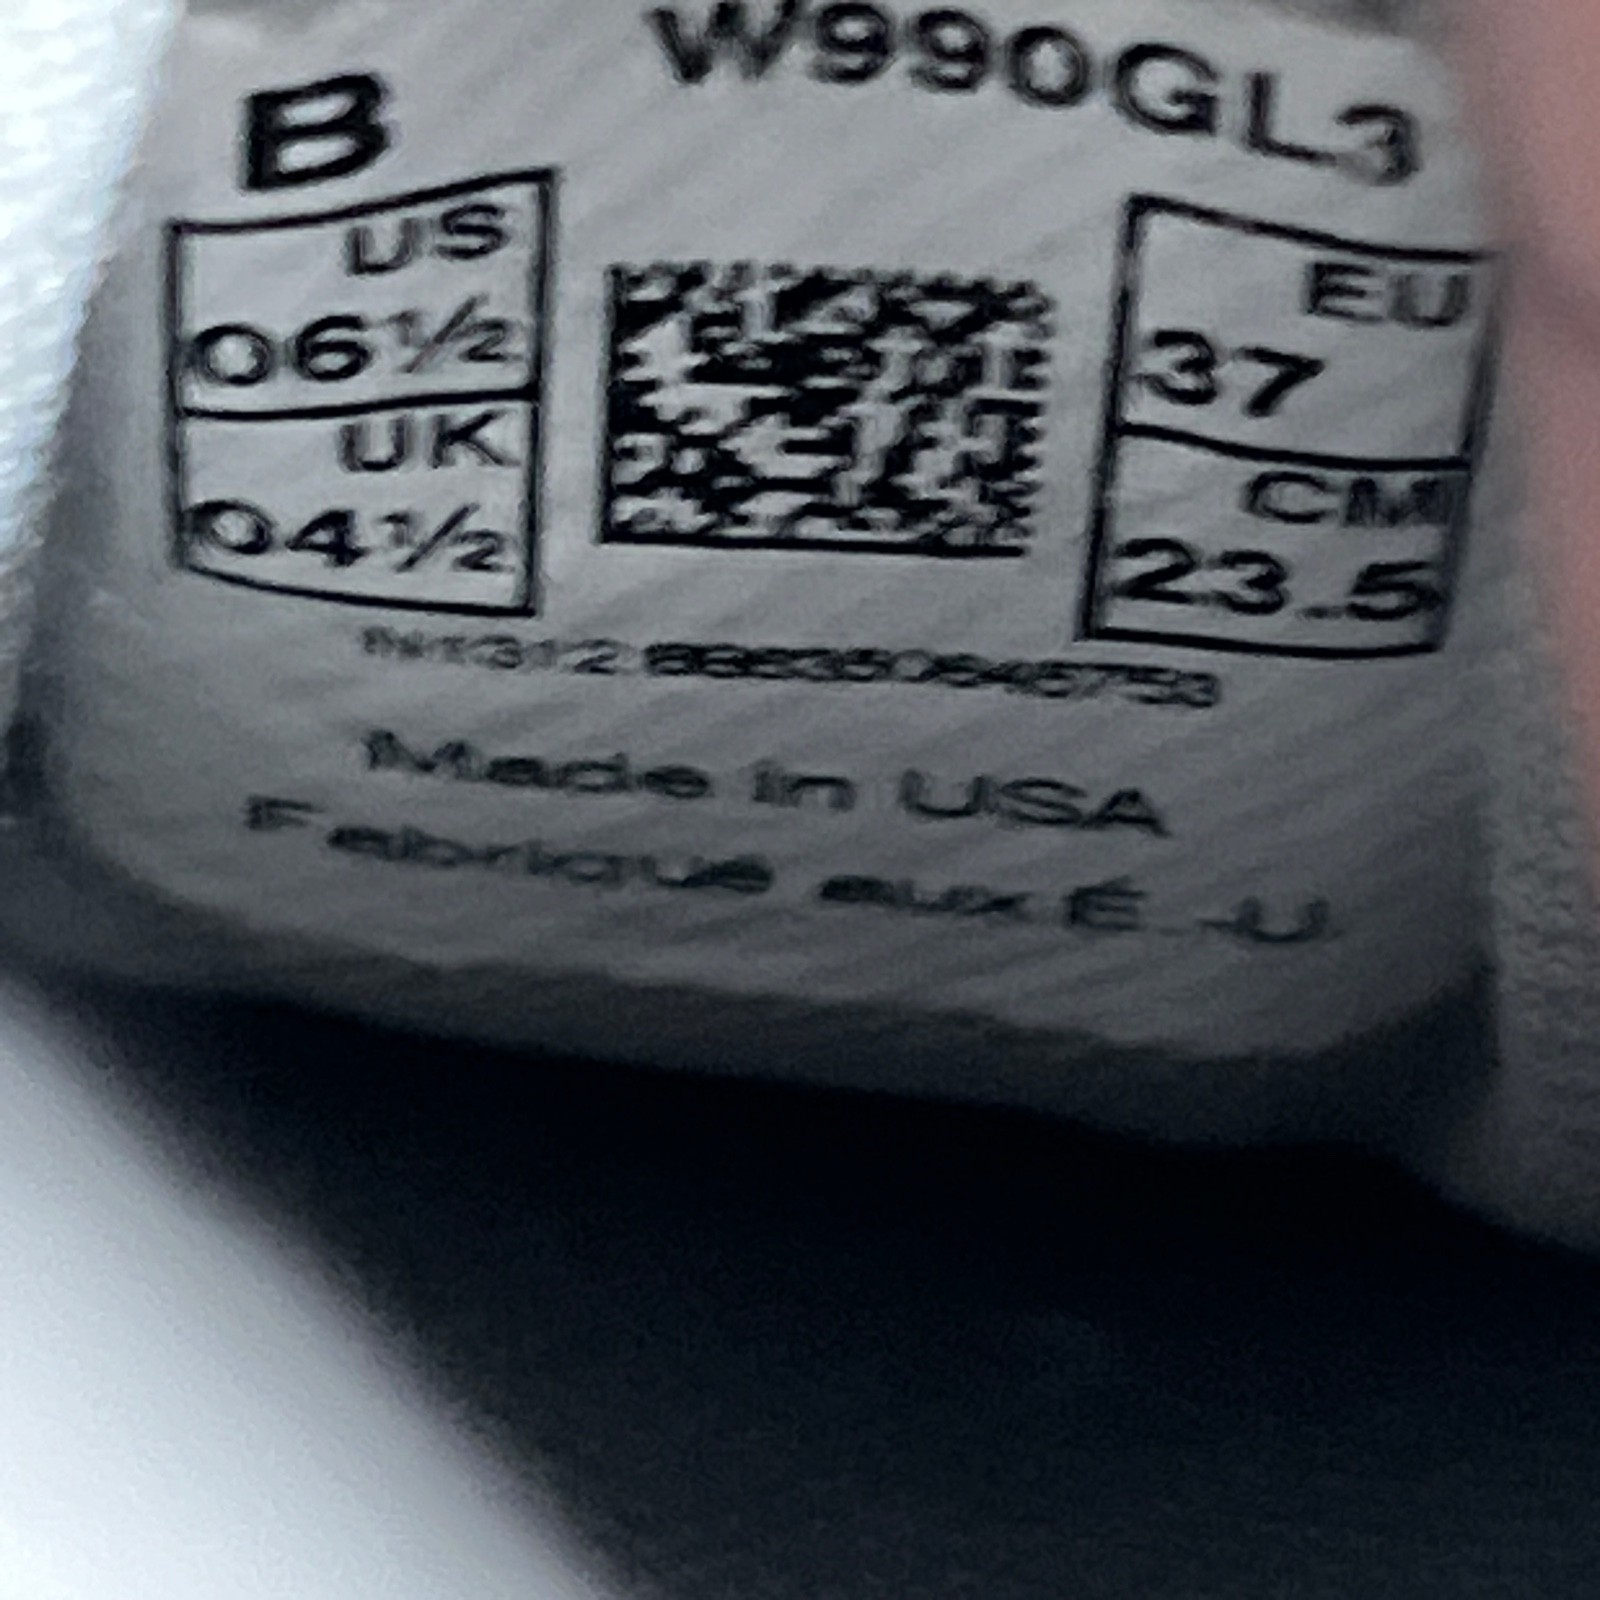 W990GL3
B
US
06½
UK
04½
EU
37
CM
23.5
Made in USA
Fabriqué aux É.-U